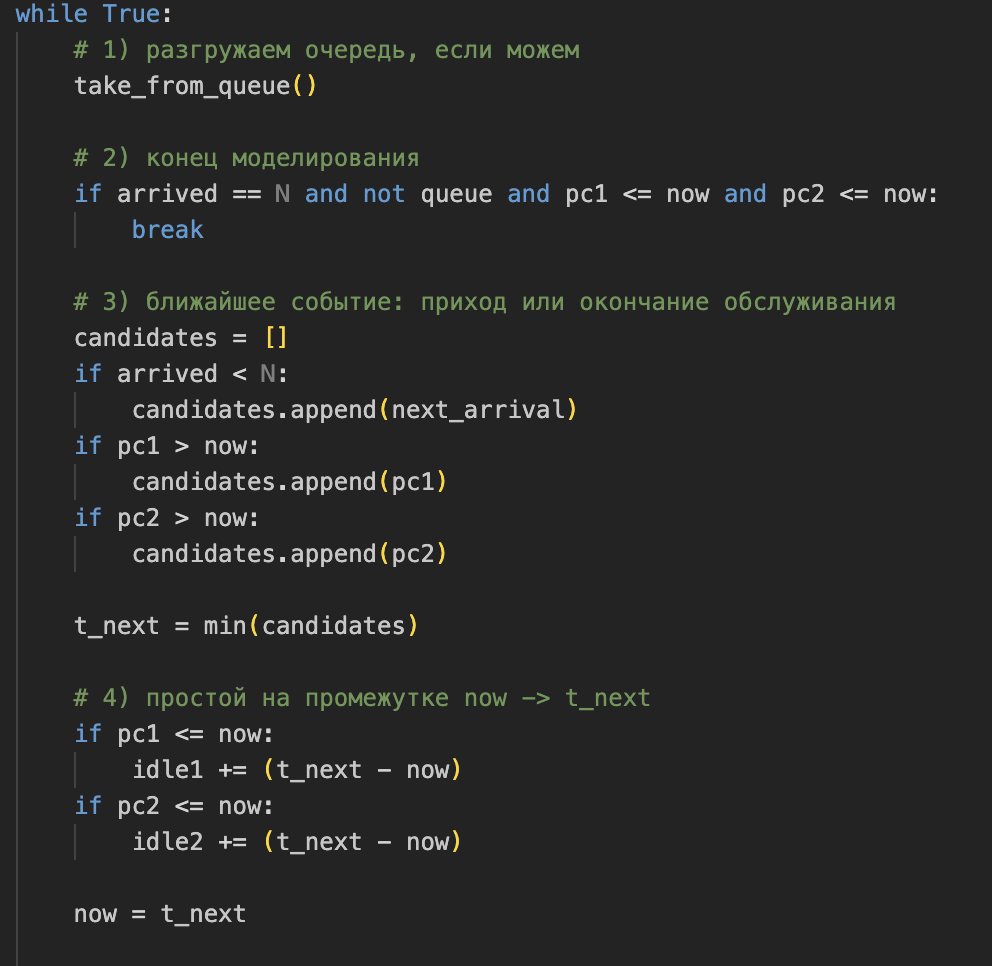 while True:
    # 1) разгружаем очередь, если можем
    take_from_queue()

    # 2) конец моделирования
    if arrived == N and not queue and pc1 <= now and pc2 <= now:
        break

    # 3) ближайшее событие: приход или окончание обслуживания
    candidates = []
    if arrived < N:
        candidates.append(next_arrival)
    if pc1 > now:
        candidates.append(pc1)
    if pc2 > now:
        candidates.append(pc2)

    t_next = min(candidates)

    # 4) простой на промежутке now -> t_next
    if pc1 <= now:
        idle1 += (t_next - now)
    if pc2 <= now:
        idle2 += (t_next - now)

    now = t_next